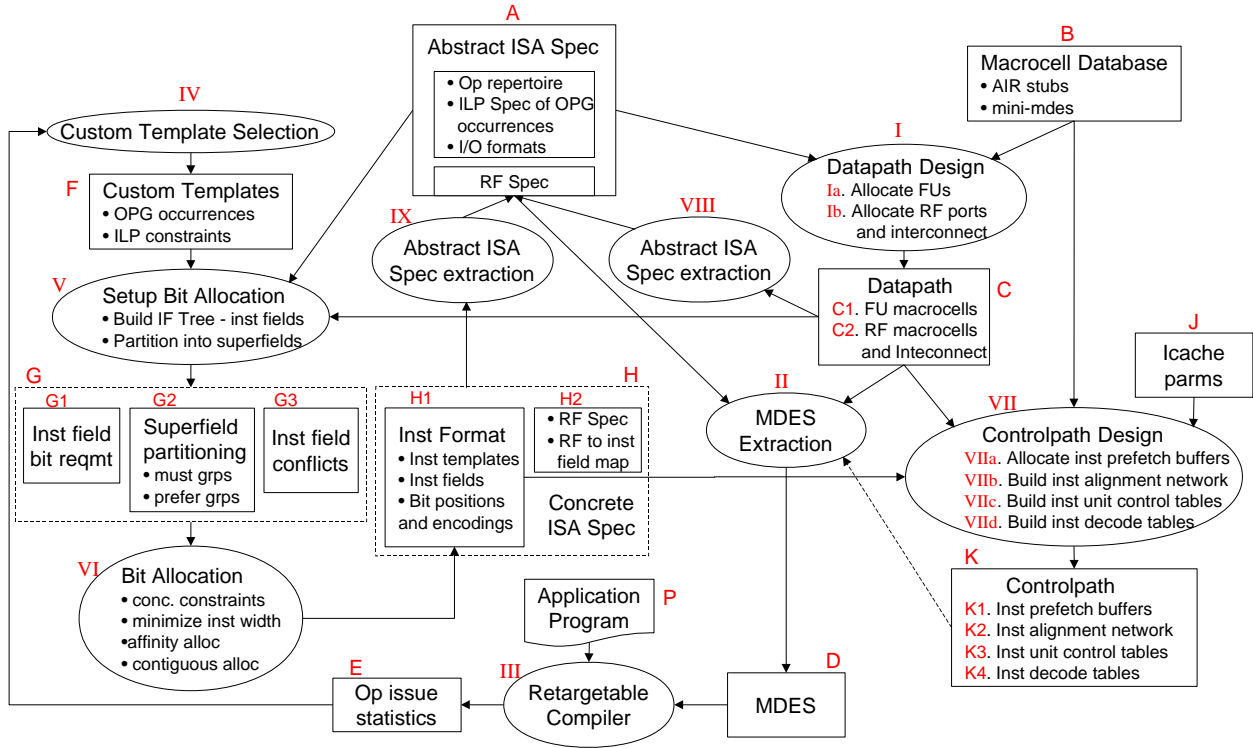 A
Abstract ISA Spec
• Op repertoire
• ILP Spec of OPG
occurrences
• I/O formats
RF Spec
B
Macrocell Database
• AIR stubs
• mini-mdes
IV
Custom Template Selection
I
Datapath Design
Ia. Allocate FUs
Ib. Allocate RF ports
and interconnect
F
Custom Templates
• OPG occurrences
• ILP constraints
IX
Abstract ISA
Spec extraction
VIII
Abstract ISA
Spec extraction
V
Setup Bit Allocation
• Build IF Tree - inst fields
• Partition into superfields
C
Datapath
C1. FU macrocells
C2. RF macrocells
and Inteconnect
J
Icache
parms
G
G1
Inst field
bit reqmt
G2
Superfield
partitioning
• must grps
• prefer grps
G3
Inst field
conflicts
H
H1
Inst Format
• Inst templates
• Inst fields
• Bit positions
and encodings
H2
• RF Spec
• RF to inst
field map
Concrete
ISA Spec
II
MDES
Extraction
VII
Controlpath Design
VIIa. Allocate inst prefetch buffers
VIIb. Build inst alignment network
VIIc. Build inst unit control tables
VIId. Build inst decode tables
VI
Bit Allocation
• conc. constraints
• minimize inst width
•affinity alloc
• contiguous alloc
K
Controlpath
K1. Inst prefetch buffers
K2. Inst alignment network
K3. Inst unit control tables
K4. Inst decode tables
P
Application
Program
E
Op issue
statistics
III
Retargetable
Compiler
D
MDES